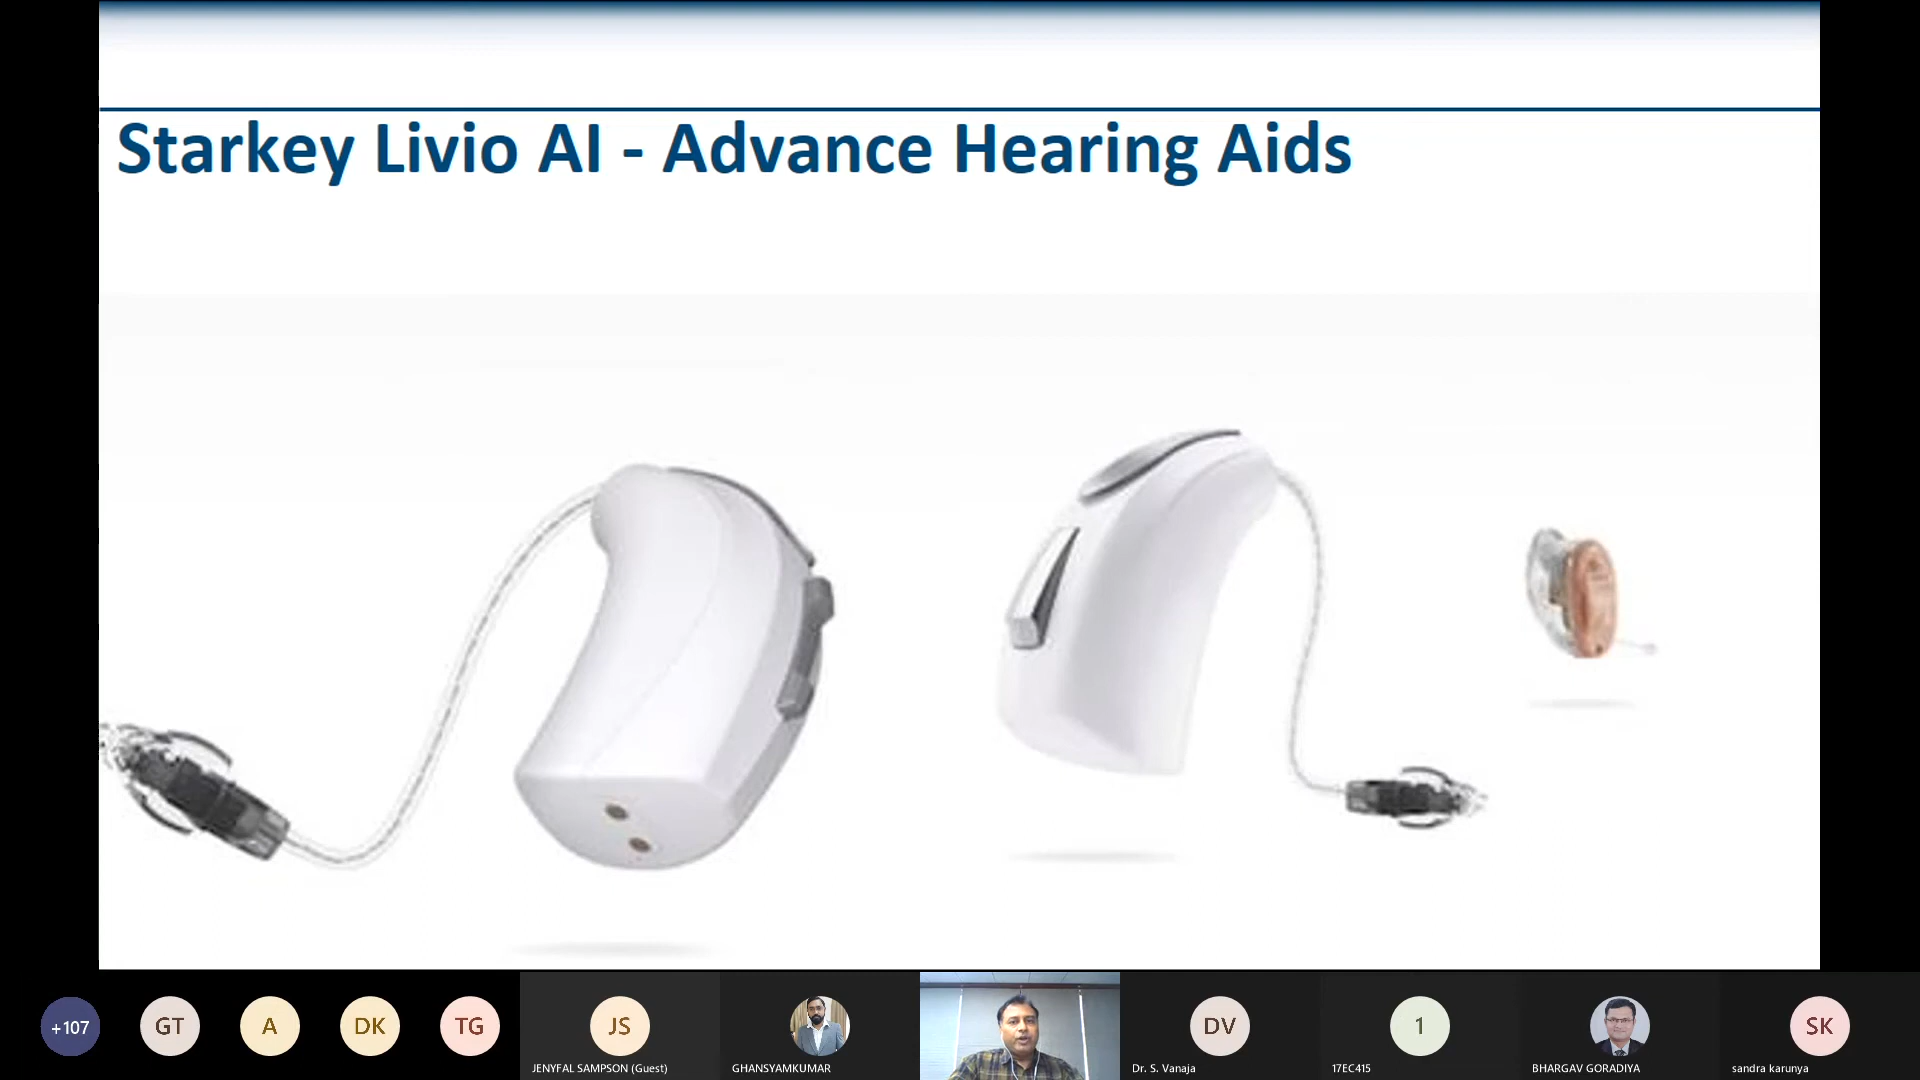 Starkey Livio AI - Advance Hearing Aids
+107
GT
A
DK
TG
JS
DV
1
SK
JENYFAL SAMPSON (Guest)
GHANSYAMKUMAR
Dr. S. Vanaja
17EC415
BHARGAV GORADIYA
sandra karunya